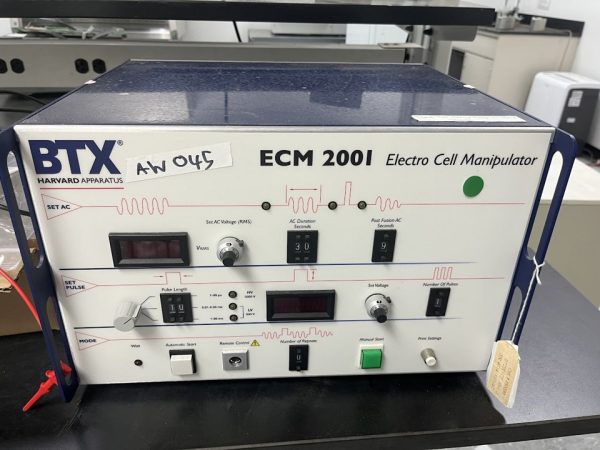 BTX®
HARVARD APPARATUS
AW 045
ECM 2001 Electro Cell Manipulator
SET AC
Set AC Voltage (RMS)
AC Duration
Seconds
Post Fusion AC
Seconds
VRMS
30
9
SET
PULSE
Pulse Length
HV
LV
Set Voltage
Number Of Pulses
1
MODE
Wait
Automatic Start
Remote Control
Number of Repeats
Manual Start
Print Settings